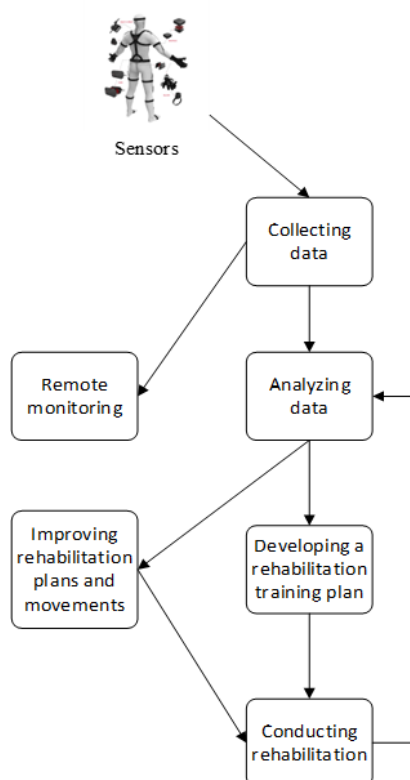 Sensors
Collecting
data
Remote
monitoring
Analyzing
data
Improving
rehabilitation
plans and
movements
Developing a
rehabilitation
training plan
Conducting
rehabilitation